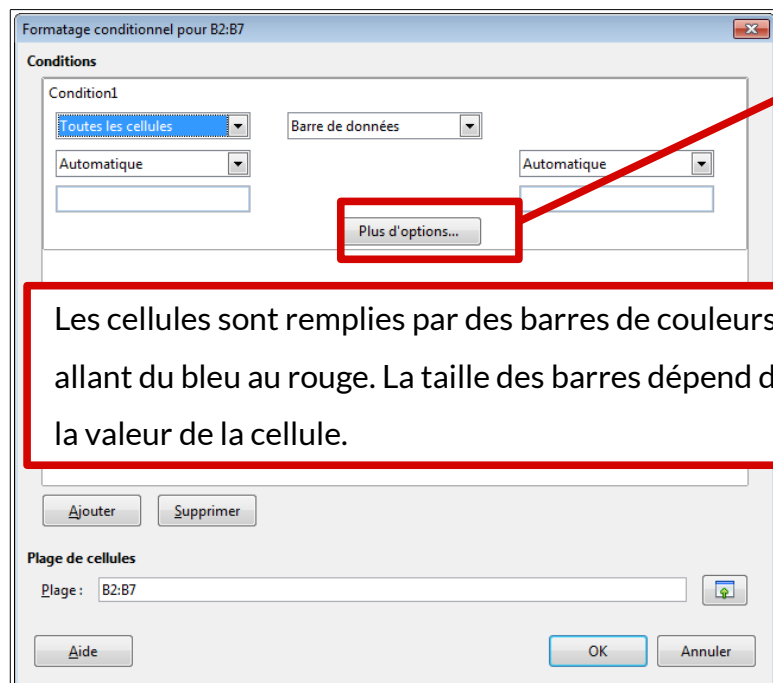 Formatage conditionnel pour B2:B7
Conditions
Condition1
Toutes les cellules Barre de données
Automatique Automatique
Plus d'options...
Les cellules sont remplies par des barres de couleurs
allant du bleu au rouge. La taille des barres dépend d
la valeur de la cellule.
Ajouter Supprimer
Plage de cellules
Plage : B2:B7
Aide OK Annuler